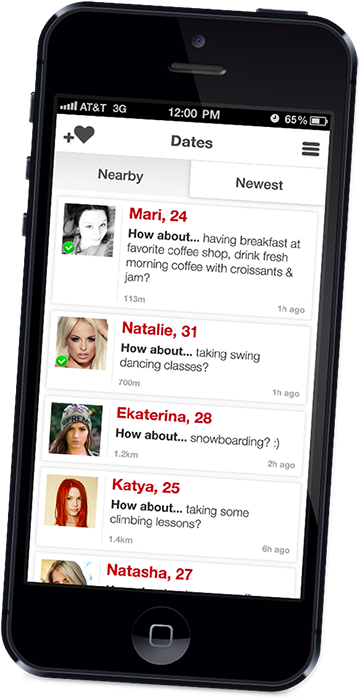 AT&T 3G 12:00 PM 65%
+ Dates
Nearby Newest
Mari, 24
How about... having breakfast at
favorite coffee shop, drink fresh
morning coffee with croissants &
jam?
113m 1h ago
Natalie, 31
How about... taking swing
dancing classes?
700m 1h ago
Ekaterina, 28
How about... snowboarding? :)
1.2km 2h ago
Katya, 25
How about... taking some
climbing lessons?
1.4km 6h ago
Natasha, 27